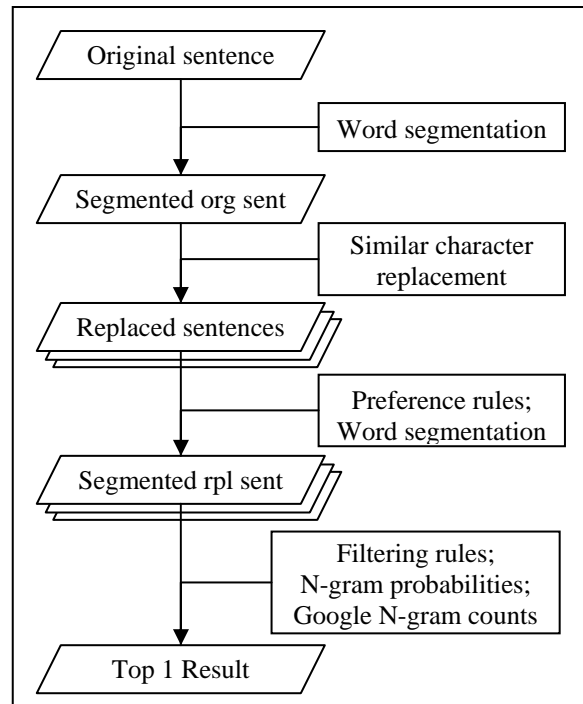 Original sentence
Word segmentation
Segmented org sent
Similar character
replacement
Replaced sentences
Preference rules;
Word segmentation
Segmented rpl sent
Filtering rules;
N-gram probabilities;
Google N-gram counts
Top 1 Result